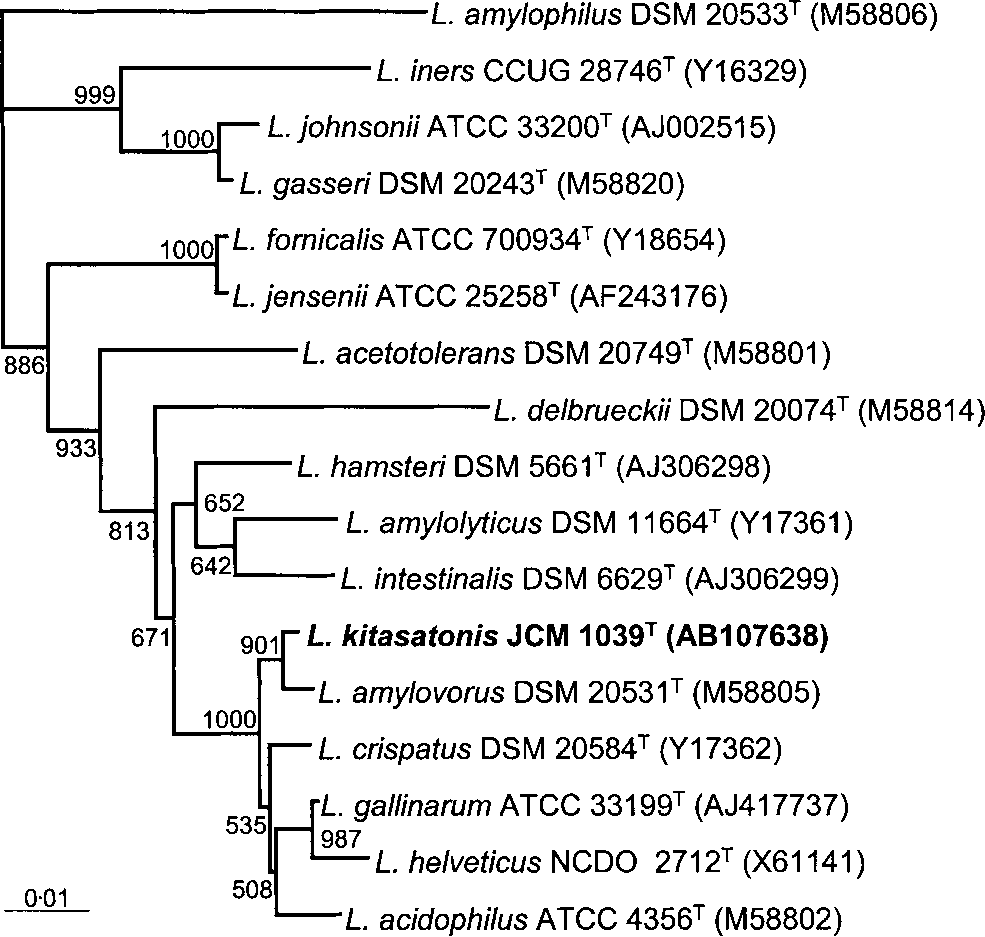 L. amylophilus DSM 20533T (M58806)
L. iners CCUG 28746T (Y16329)
999
L. johnsonii ATCC 33200T (AJ002515)
1000
L. gasseri DSM 20243T (M58820)
L. fornicalis ATCC 700934T (Y18654)
1000
L. jensenii ATCC 25258T (AF243176)
L. acetotolerans DSM 20749T (M58801)
886
L. delbrueckii DSM 20074T (M58814)
933
L. hamsteri DSM 5661T (AJ306298)
652
L. amylolyticus DSM 11664T (Y17361)
813
642
L. intestinalis DSM 6629T (AJ306299)
671
901
L. kitasatonis JCM 1039T (AB107638)
L. amylovorus DSM 20531T (M58805)
1000
L. crispatus DSM 20584T (Y17362)
L. gallinarum ATCC 33199T (AJ417737)
535
987
L. helveticus NCDO 2712T (X61141)
508
0·01
L. acidophilus ATCC 4356T (M58802)